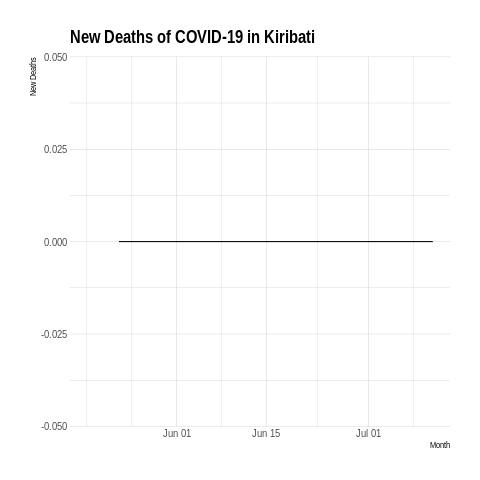 New Deaths of COVID-19 in Kiribati
New Deaths
0.050
0.025
0.000
-0.025
-0.050
Jun 01 Jun 15 Jul 01
Month